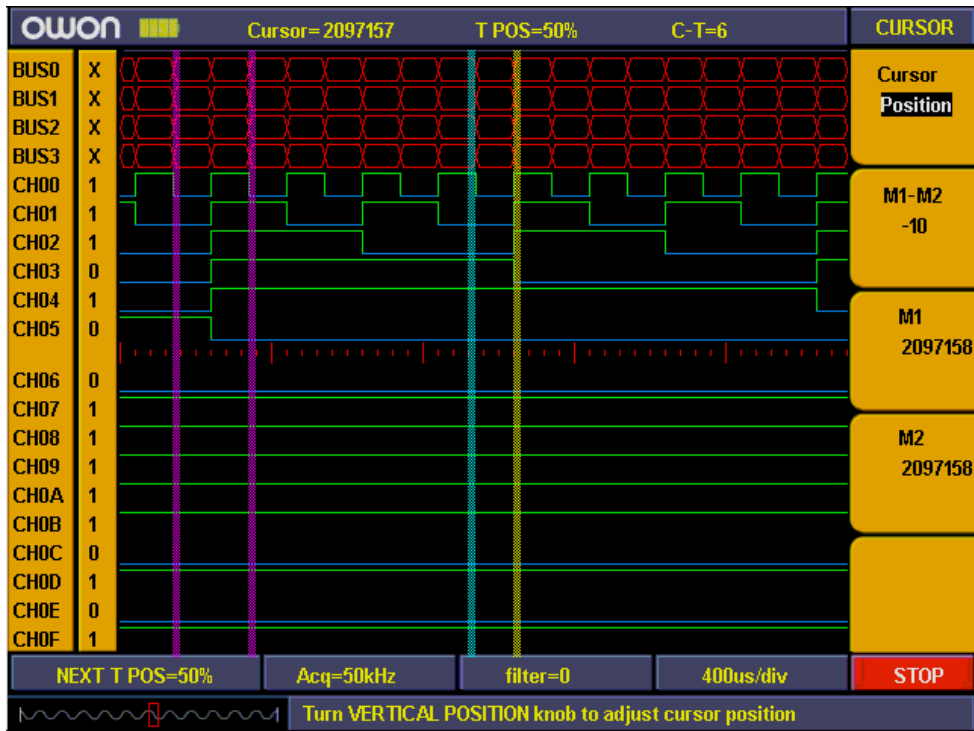 owon Cursor=2097157 T POS=50% C-T=6 CURSOR
BUS0 X
BUS1 X
BUS2 X
BUS3 X
CH00 1
CH01 1
CH02 1
CH03 0
CH04 1
CH05 0
CH06 0
CH07 1
CH08 1
CH09 1
CH0A 1
CH0B 1
CH0C 0
CH0D 1
CH0E 0
CH0F 1
Cursor
Position
M1-M2
-10
M1
2097158
M2
2097158
NEXT T POS=50% Acq=50kHz filter=0 400us/div STOP
Turn VERTICAL POSITION knob to adjust cursor position